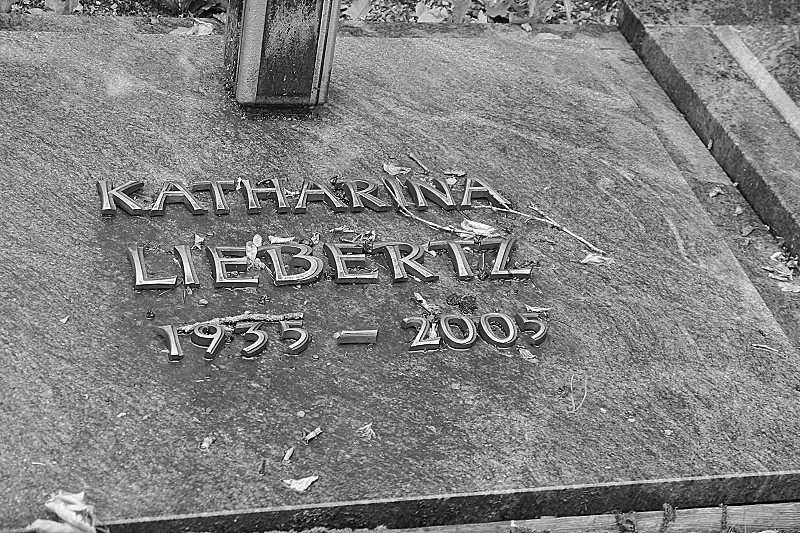 KATHARINA
LIEBERTZ
1935 – 2005